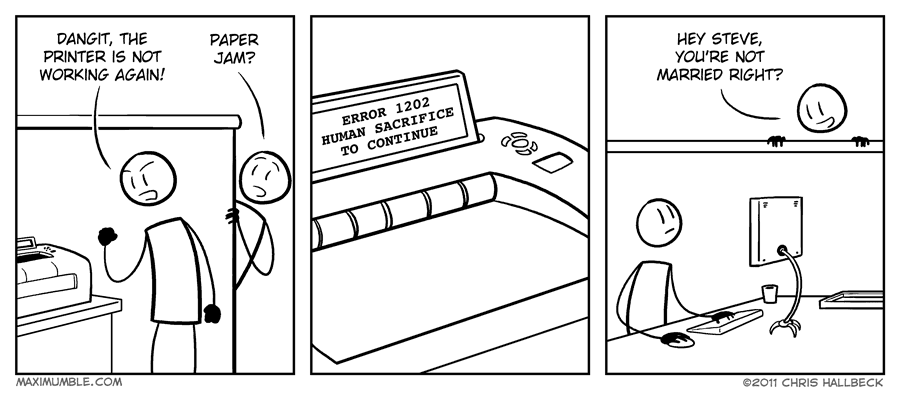 DANGIT, THE
PRINTER IS NOT
WORKING AGAIN!
PAPER
JAM?
ERROR 1202
HUMAN SACRIFICE
TO CONTINUE
HEY STEVE,
YOU'RE NOT
MARRIED RIGHT?
MAXIMUMBLE.COM
©2011 CHRIS HALLBECK